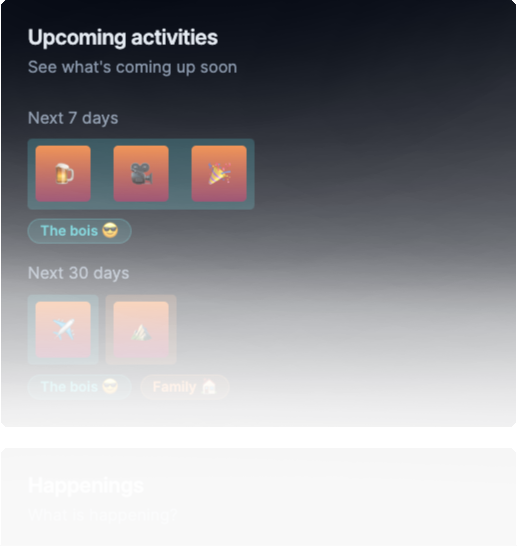 Upcoming activities
See what's coming up soon
Next 7 days
The bois 😎
Next 30 days
The bois 😎
Family 🏠
Happenings
What is happening?